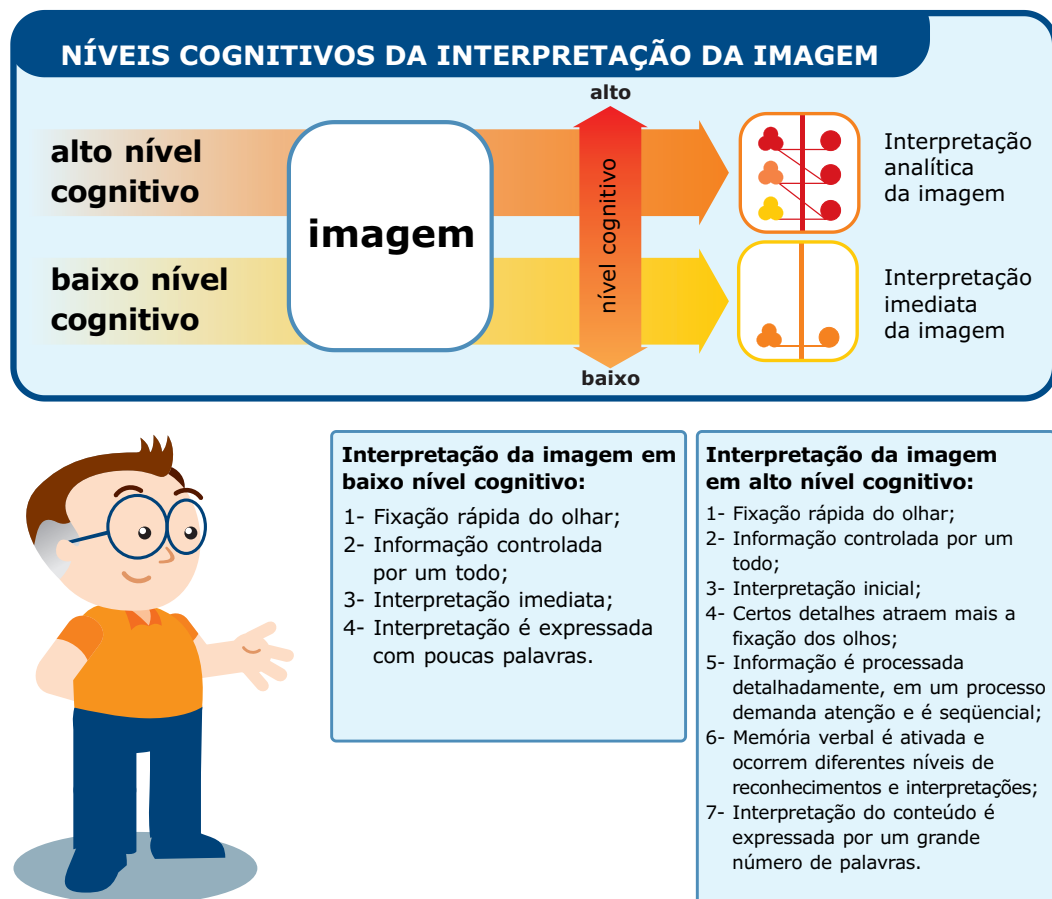 NÍVEIS COGNITIVOS DA INTERPRETAÇÃO DA IMAGEM
alto
alto nível
cognitivo
imagem
nível cognitivo
Interpretação
analítica
da imagem
baixo nível
cognitivo
Interpretação
imediata
da imagem
baixo
Interpretação da imagem em
baixo nível cognitivo:
1- Fixação rápida do olhar;
2- Informação controlada
por um todo;
3- Interpretação imediata;
4- Interpretação é expressada
com poucas palavras.
Interpretação da imagem
em alto nível cognitivo:
1- Fixação rápida do olhar;
2- Informação controlada por um
todo;
3- Interpretação inicial;
4- Certos detalhes atraem mais a
fixação dos olhos;
5- Informação é processada
detalhadamente, em um processo
demanda atenção e é seqüencial;
6- Memória verbal é ativada e
ocorrem diferentes níveis de
reconhecimentos e interpretações;
7- Interpretação do conteúdo é
expressada por um grande
número de palavras.